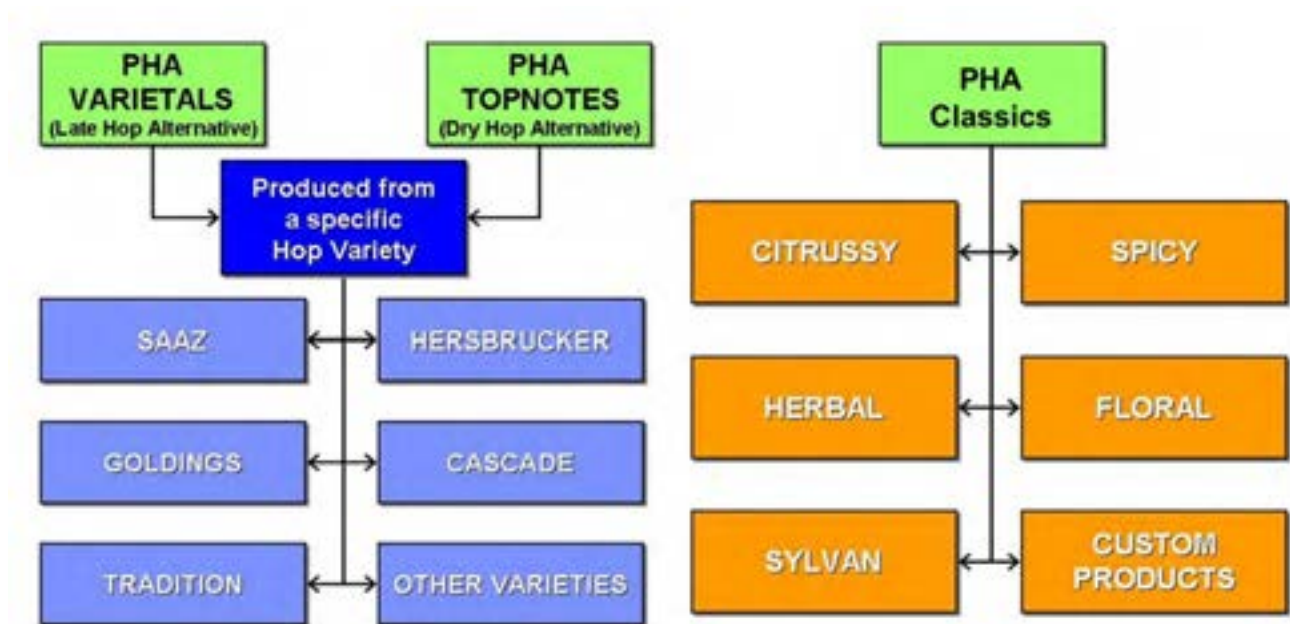 PHA
VARIETALS
(Late Hop Alternative)
PHA
TOPNOTES
(Dry Hop Alternative)
Produced from
a specific
Hop Variety
SAAZ
HERSBRUCKER
GOLDINGS
CASCADE
TRADITION
OTHER VARIETIES
PHA
Classics
CITRUSSY
SPICY
HERBAL
FLORAL
SYLVAN
CUSTOM
PRODUCTS